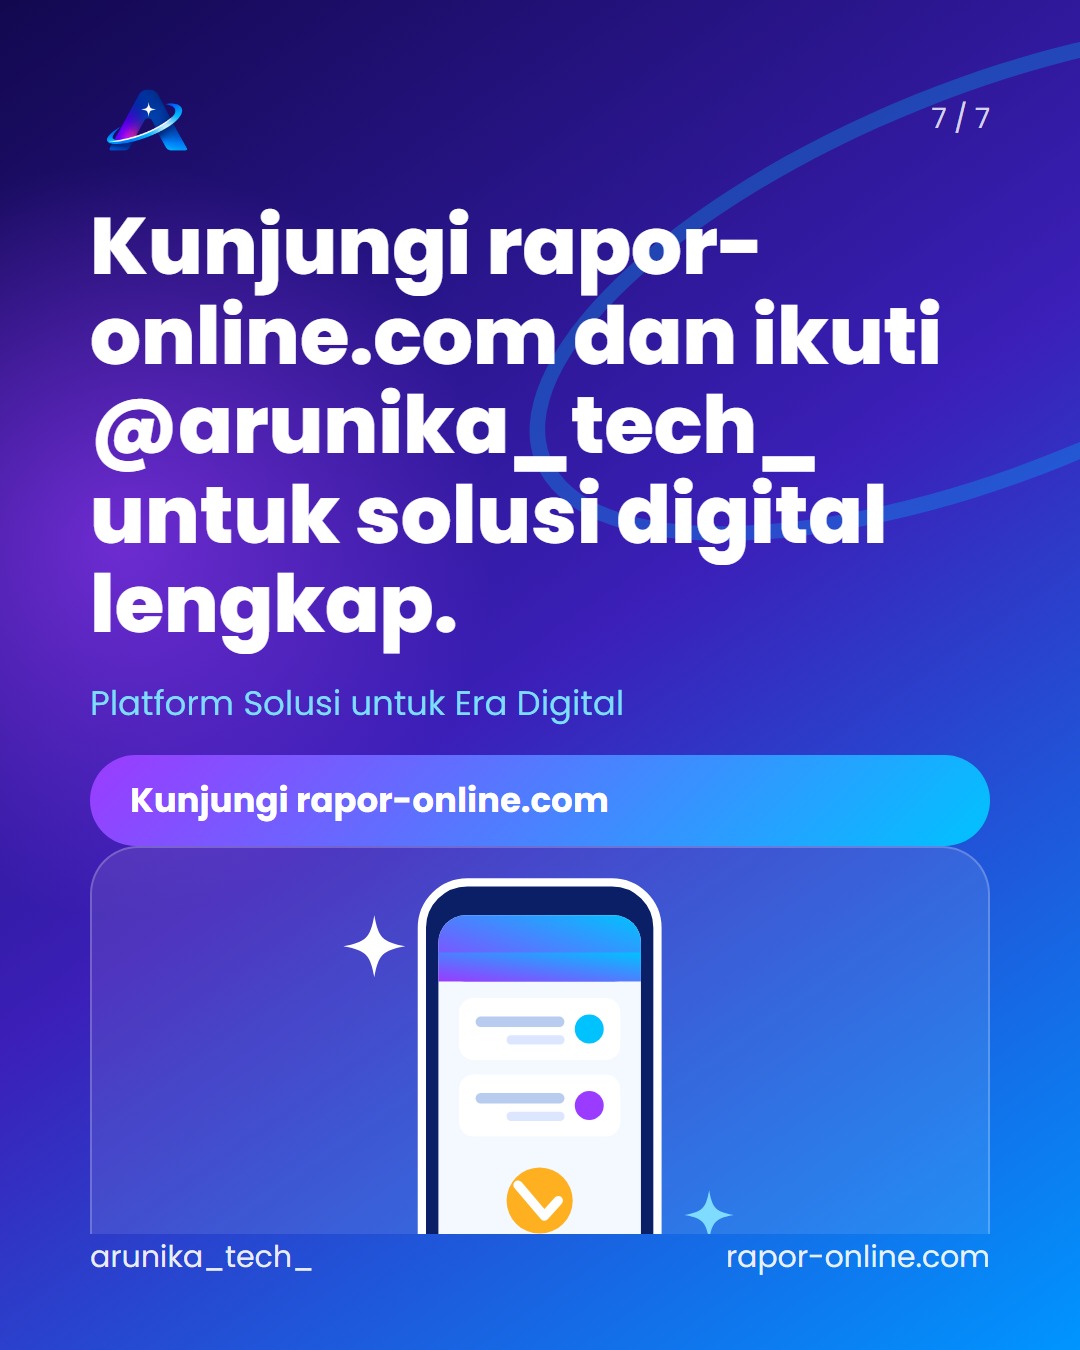 7 / 7
Kunjungi rapor-
online.com dan ikuti
@arunika_tech_
untuk solusi digital
lengkap.
Platform Solusi untuk Era Digital
Kunjungi rapor-online.com
arunika_tech_
rapor-online.com